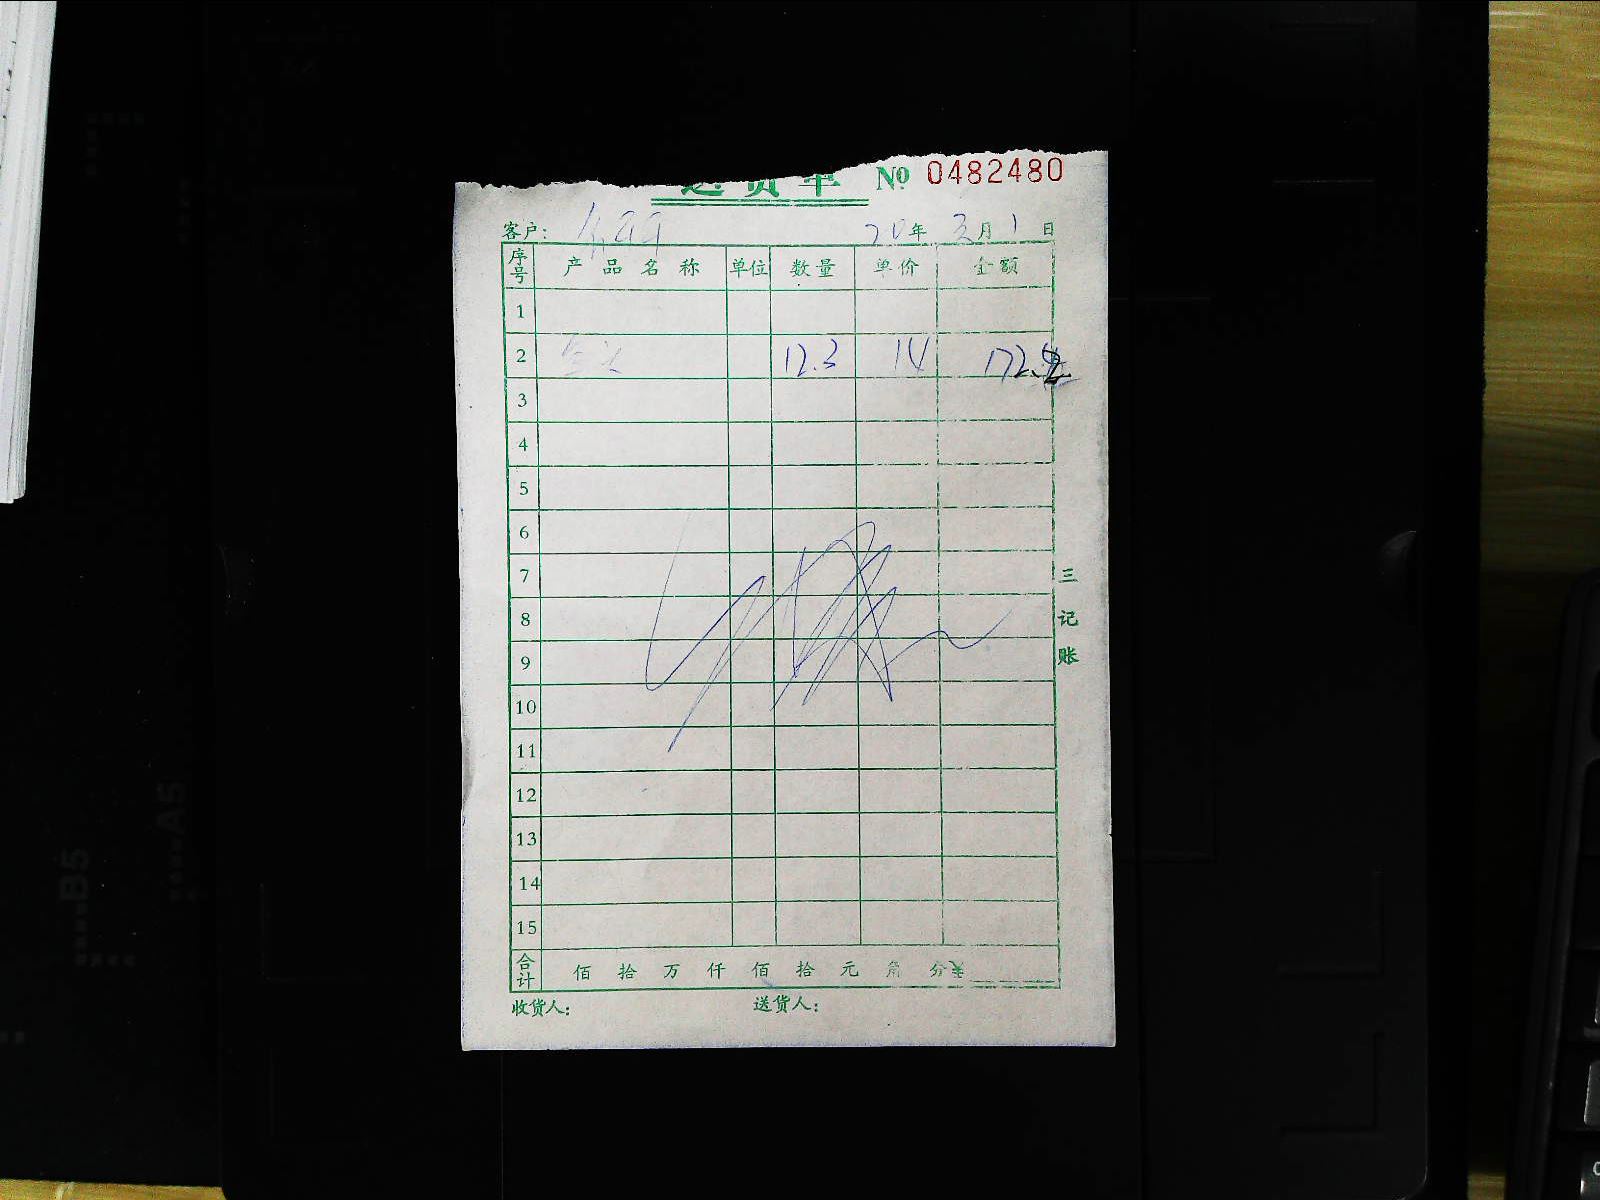 送货单 № 0482480
客户: 20年 3月 1日
序号 产品名称 单位 数量 单价 金额
1
2 12.3 14 172.2
3
4
5
6
7
8
9
10
11
12
13
14
15
合计 佰 拾 万 仟 佰 拾 元 角 分
收货人: 送货人:
三 记 账
B5
A5